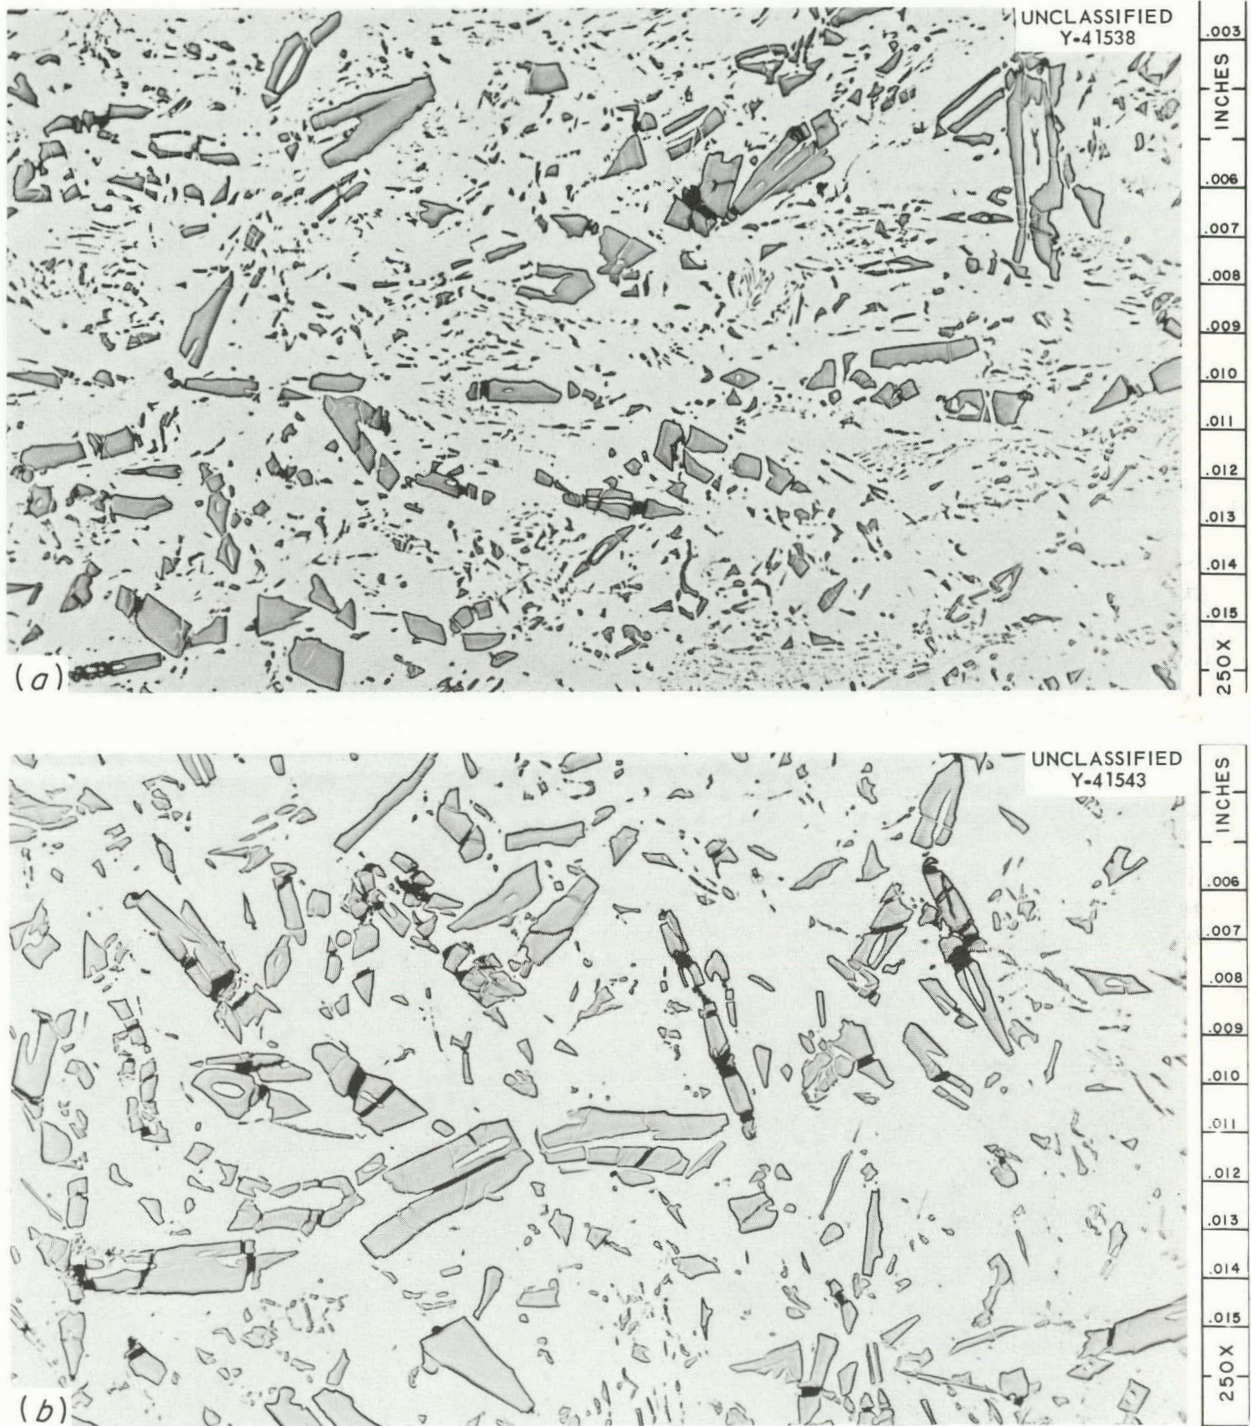 UNCLASSIFIED
Y-41538
.003
INCHES
.006
.007
.008
.009
.010
.011
.012
.013
.014
.015
250X
(a)
UNCLASSIFIED
Y-41543
INCHES
.006
.007
.008
.009
.010
.011
.012
.013
.014
.015
250X
(b)